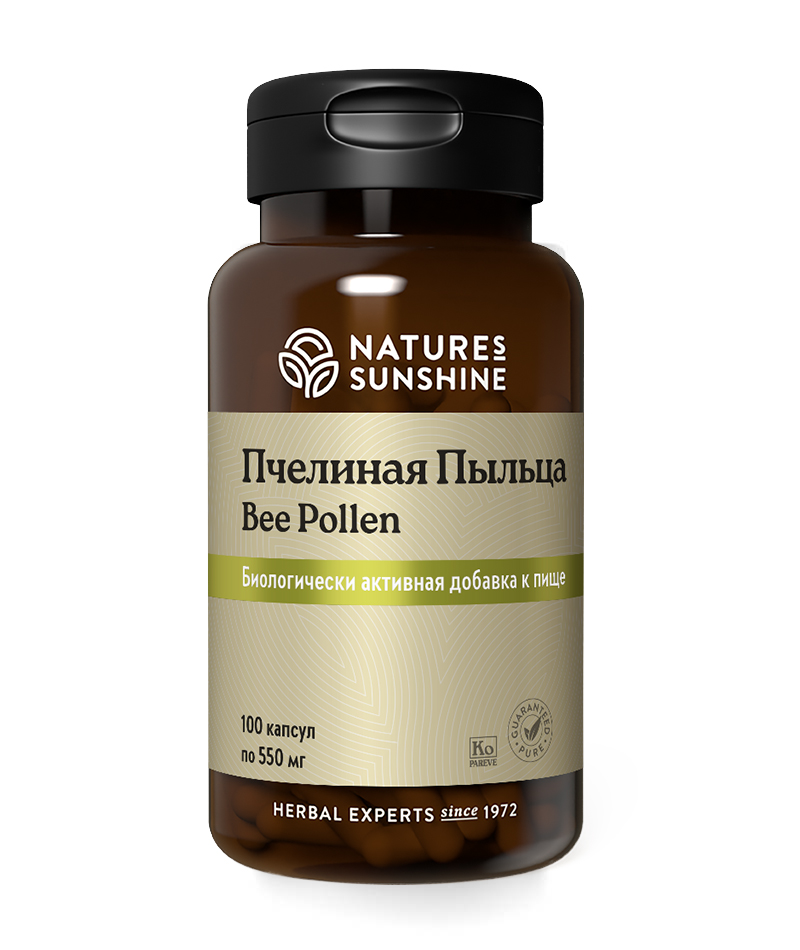 NATURES
SUNSHINE
Пчелиная Пыльца
Bee Pollen
Биологически активная добавка к пище
100 капсул
по 550 мг
Ko
PAREVE
GUARANTEED
PURE
HERBAL EXPERTS since 1972